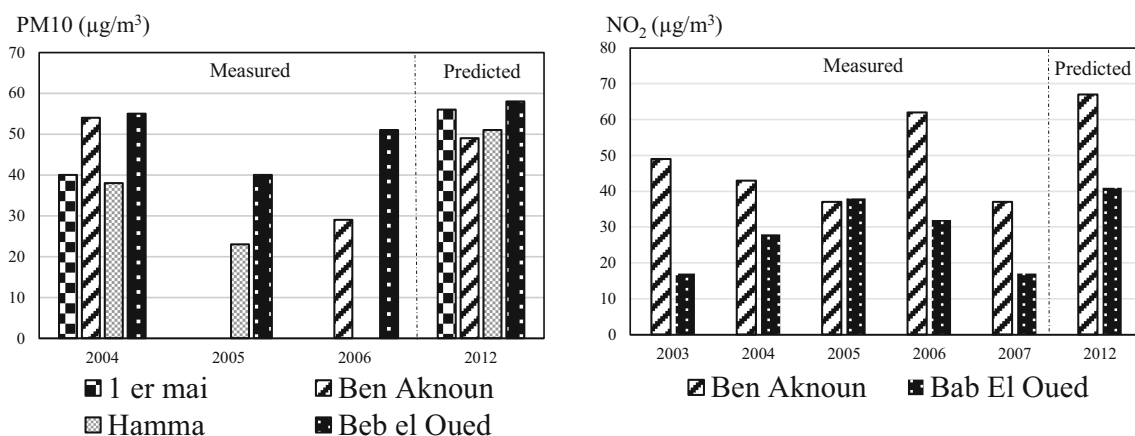 PM10 (µg/m³)
70
60
50
40
30
20
10
0
Measured
Predicted
2004
2005
2006
2012
1 er mai
Ben Aknoun
Hamma
Beb el Oued
NO₂ (µg/m³)
80
70
60
50
40
30
20
10
0
Measured
Predicted
2003
2004
2005
2006
2007
2012
Ben Aknoun
Bab El Oued